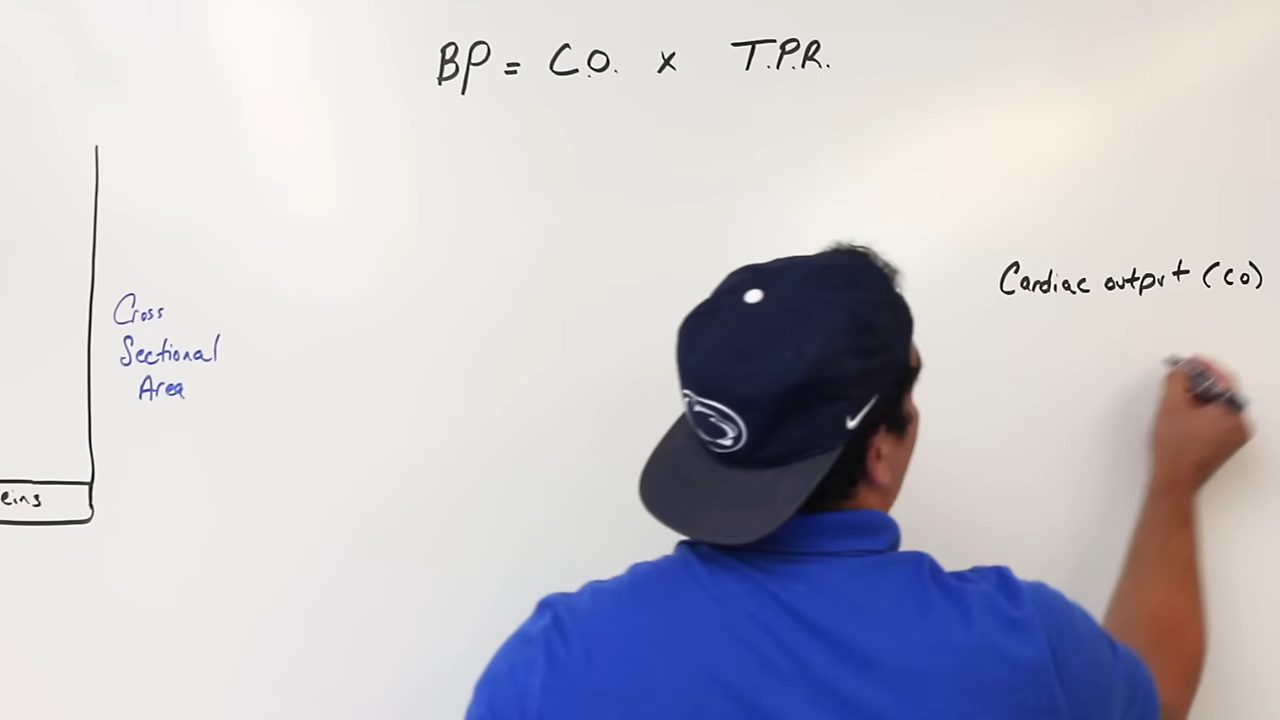 BP = C.O. x T.P.R.
Cardiac output (CO)
Cross
Sectional
Area
eins